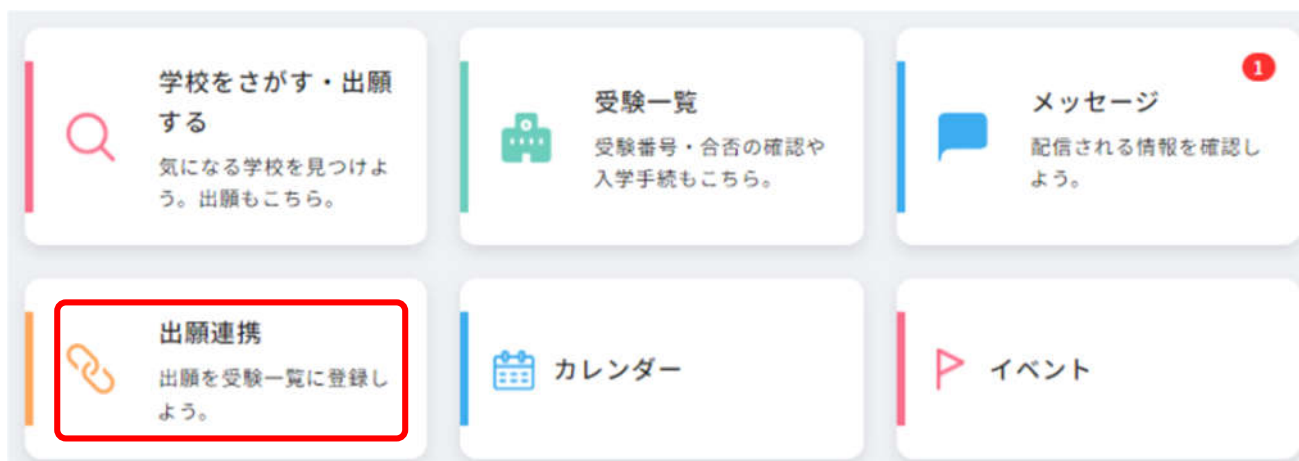 学校をさがす・出願
する
気になる学校を見つけよ
う。出願もこちら。
受験一覧
受験番号・合否の確認や
入学手続もこちら。
1
メッセージ
配信される情報を確認し
よう。
出願連携
出願を受験一覧に登録し
よう。
カレンダー
イベント